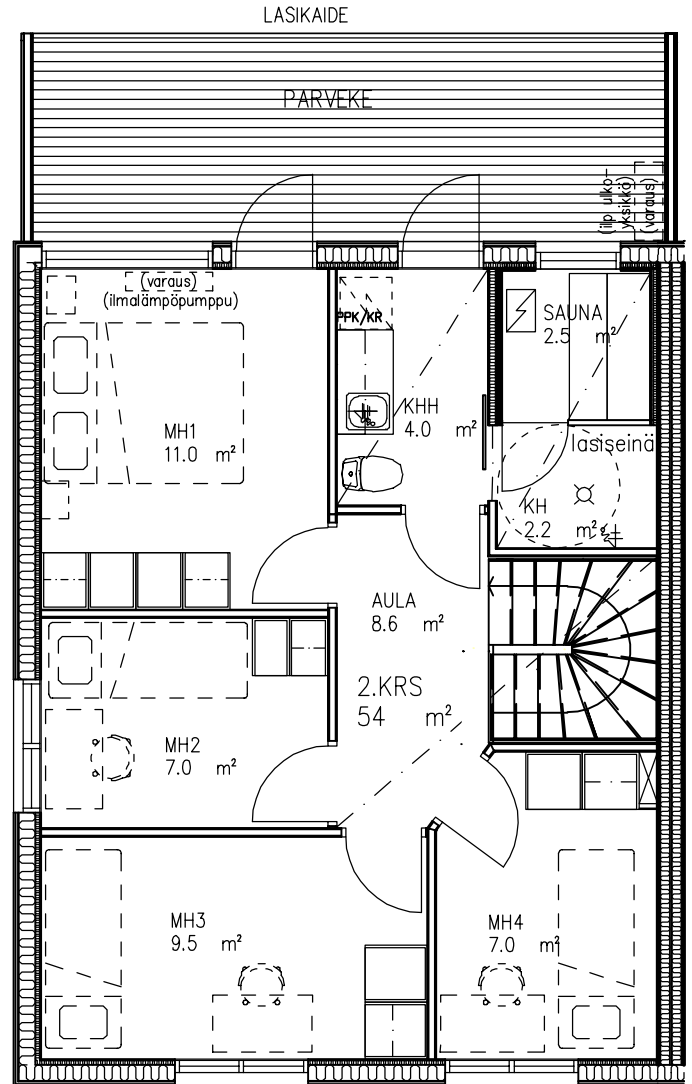 LASIKAIDE
PARVEKE
(ilp ulko-
yksikkö)
(varaus)
(varaus)
(ilmalämpöpumppu)
PPK/KR
SAUNA
2.5 m²
KHH
4.0 m²
MH1
11.0 m²
lasiseinä
KH
2.2 m²
AULA
8.6 m²
2.KRS
54 m²
MH2
7.0 m²
MH3
9.5 m²
MH4
7.0 m²